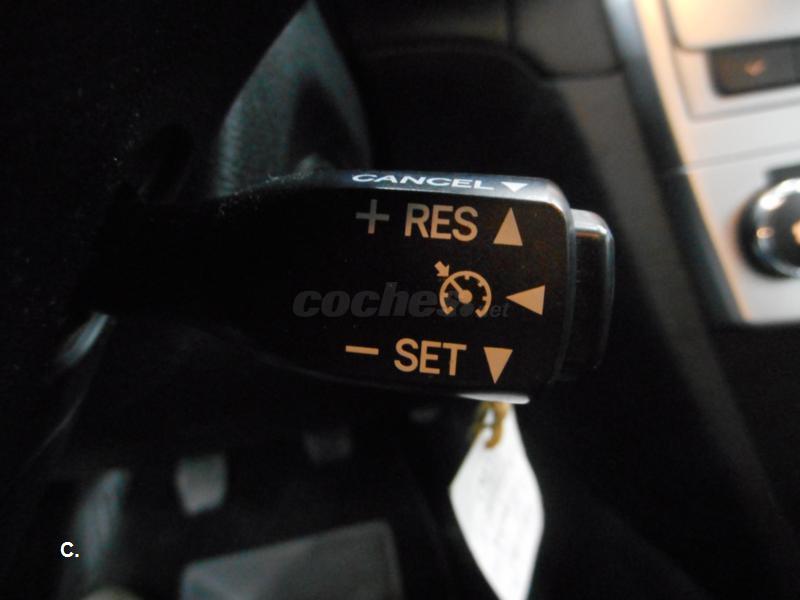 CANCEL
+ RES
coches.net
- SET
C.